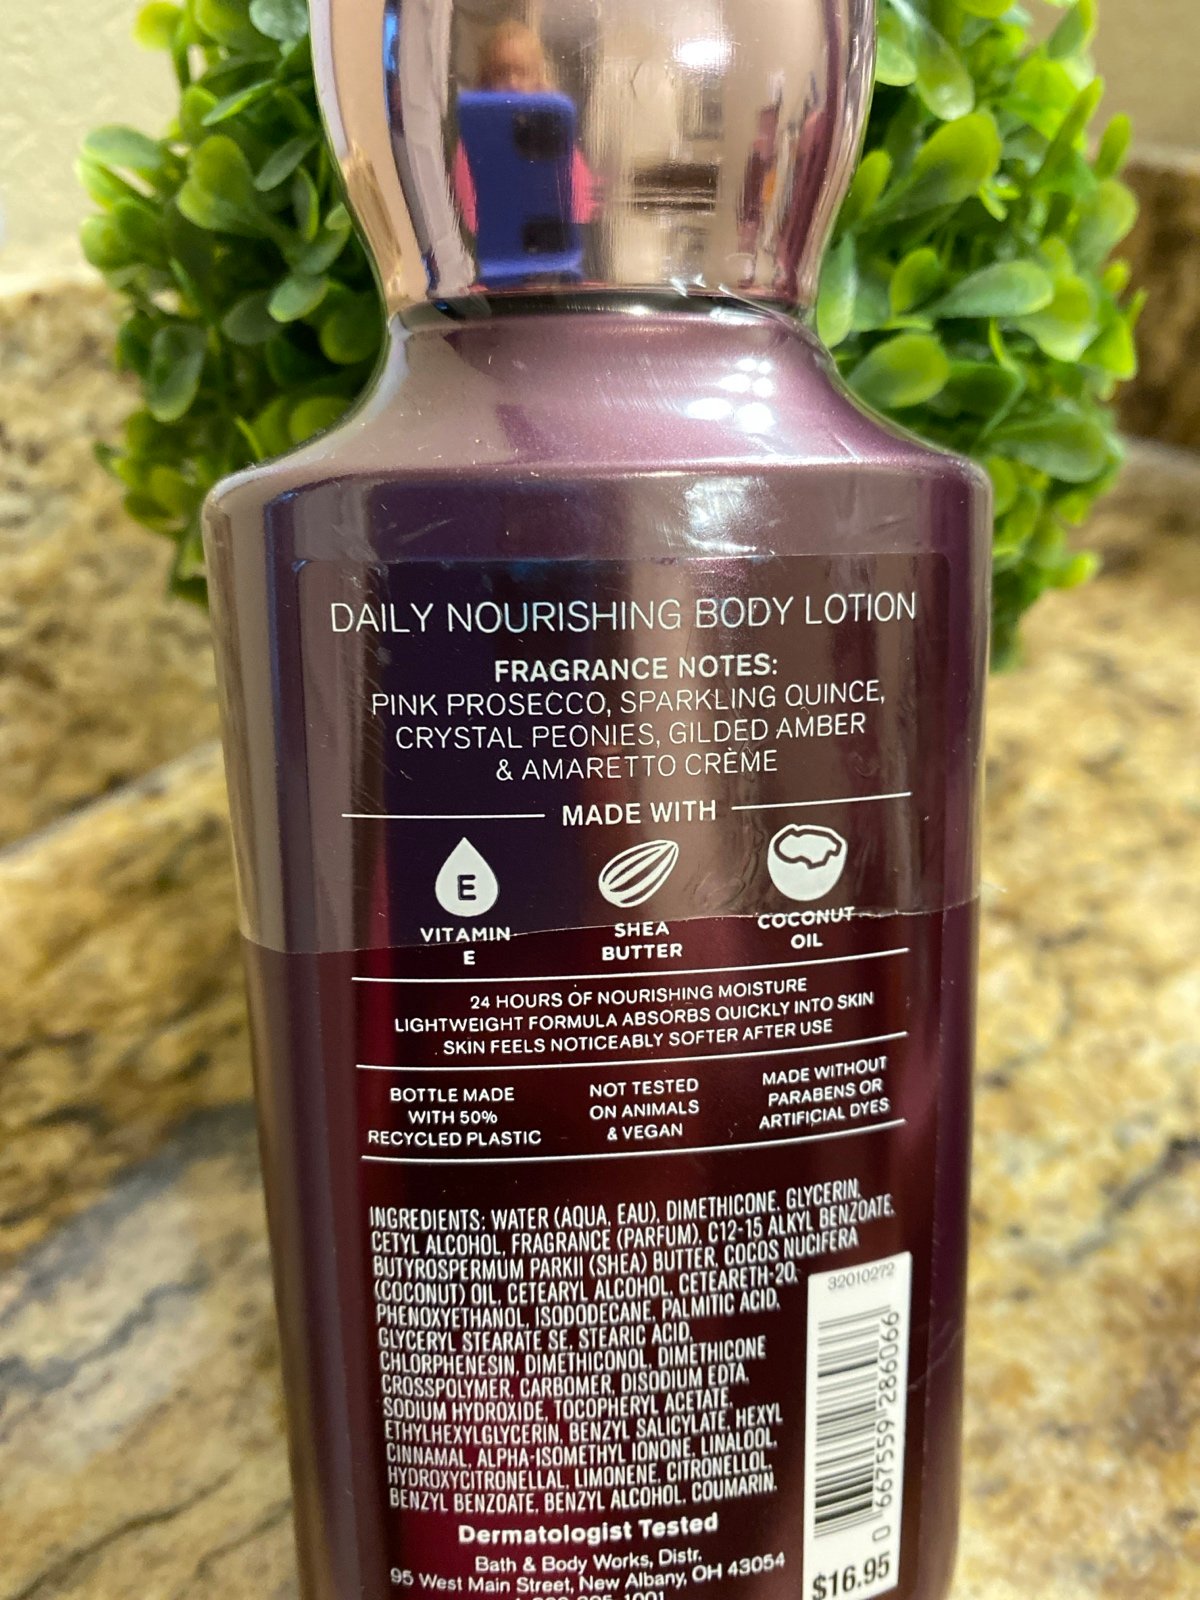 DAILY NOURISHING BODY LOTION
FRAGRANCE NOTES:
PINK PROSECCO, SPARKLING QUINCE,
CRYSTAL PEONIES, GILDED AMBER
& AMARETTO CRÈME
MADE WITH
E
VITAMIN
E
SHEA
BUTTER
COCONUT
OIL
24 HOURS OF NOURISHING MOISTURE
LIGHTWEIGHT FORMULA ABSORBS QUICKLY INTO SKIN
SKIN FEELS NOTICEABLY SOFTER AFTER USE
BOTTLE MADE
WITH 50%
RECYCLED PLASTIC
NOT TESTED
ON ANIMALS
& VEGAN
MADE WITHOUT
PARABENS OR
ARTIFICIAL DYES
INGREDIENTS: WATER (AQUA, EAU), DIMETHICONE, GLYCERIN,
CETYL ALCOHOL, FRAGRANCE (PARFUM), C12-15 ALKYL BENZOATE,
BUTYROSPERMUM PARKII (SHEA) BUTTER, COCOS NUCIFERA
(COCONUT) OIL, CETEARYL ALCOHOL, CETEARETH-20,
PHENOXYETHANOL, ISODODECANE, PALMITIC ACID,
GLYCERYL STEARATE SE, STEARIC ACID,
CHLORPHENESIN, DIMETHICONOL, DIMETHICONE
CROSSPOLYMER, CARBOMER, DISODIUM EDTA,
SODIUM HYDROXIDE, TOCOPHERYL ACETATE,
ETHYLHEXYLGLYCERIN, BENZYL SALICYLATE, HEXYL
CINNAMAL, ALPHA-ISOMETHYL IONONE, LINALOOL,
HYDROXYCITRONELLAL, LIMONENE, CITRONELLOL,
BENZYL BENZOATE, BENZYL ALCOHOL, COUMARIN.
Dermatologist Tested
Bath & Body Works, Distr.
95 West Main Street, New Albany, OH 43054
32010272
0 667559 286066
$16.95